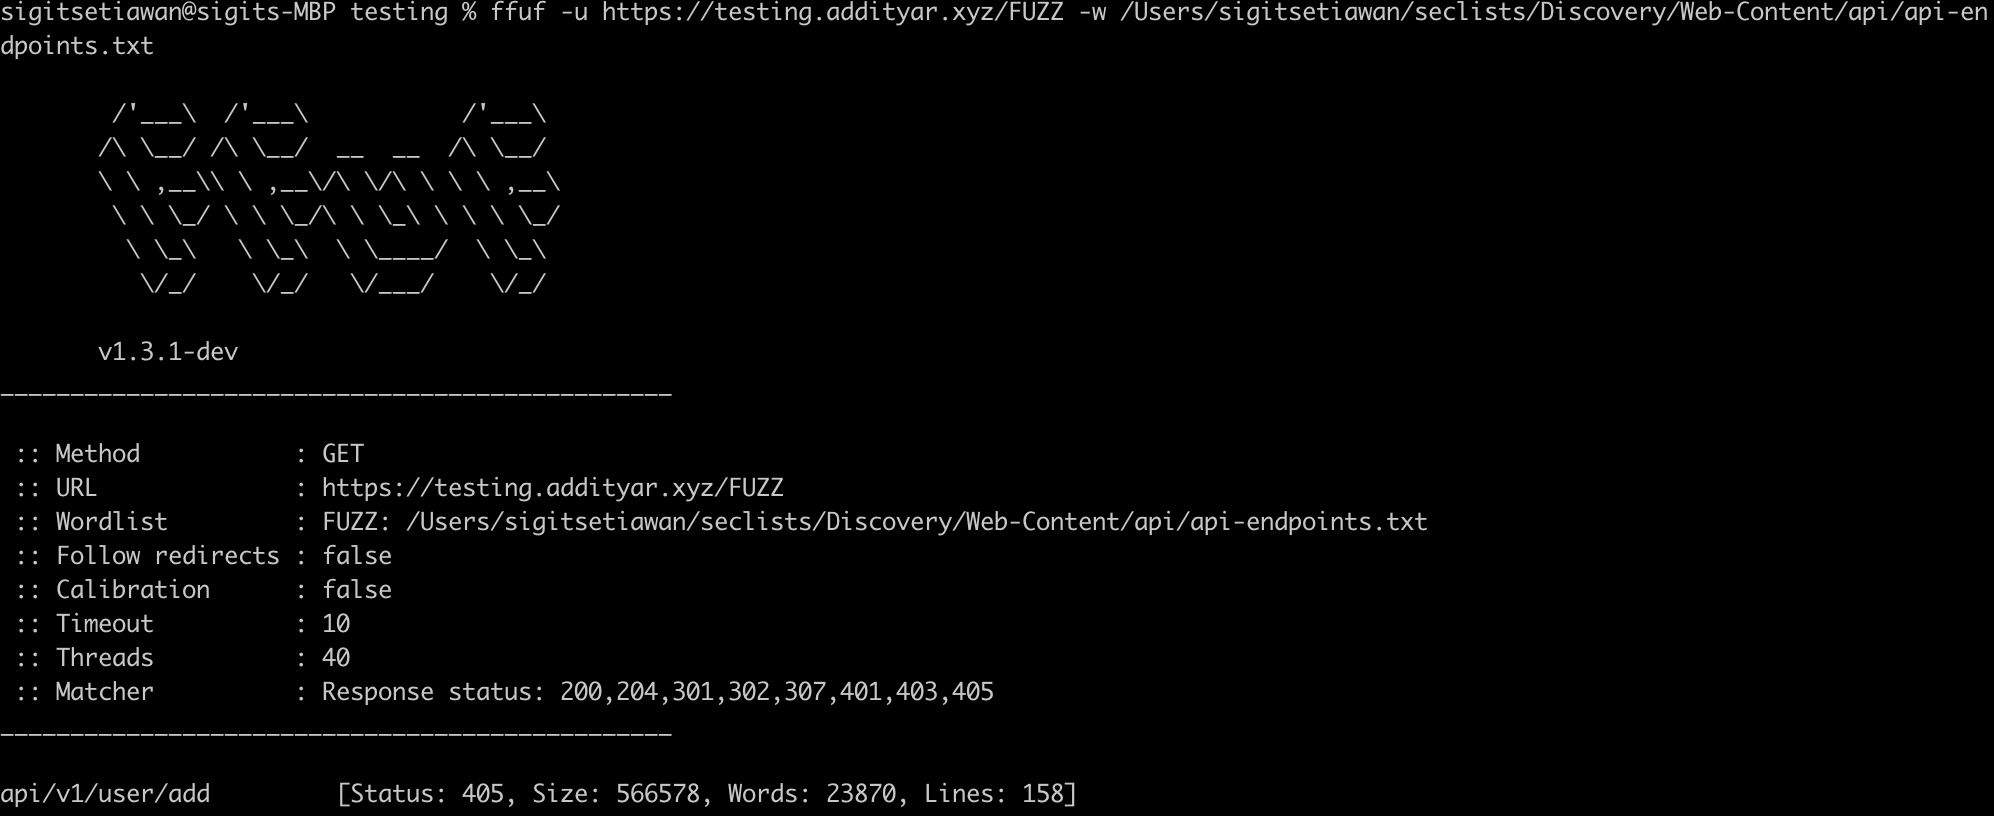 sigitsetiawan@sigits-MBP testing % ffuf -u https://testing.addityar.xyz/FUZZ -w /Users/sigitsetiawan/seclists/Discovery/Web-Content/api/api-en
dpoints.txt

        /'___\  /'___\           /'___\
       /\ \__/ /\ \__/  __  __  /\ \__/
       \ \ ,__\\ \ ,__\/\ \/\ \ \ \ ,__\
        \ \ \_/ \ \ \_/\ \ \_\ \ \ \ \_/
         \ \_\   \ \_\  \ \____/  \ \_\
          \/_/    \/_/   \/___/    \/_/

       v1.3.1-dev
________________________________________________

 :: Method           : GET
 :: URL              : https://testing.addityar.xyz/FUZZ
 :: Wordlist         : FUZZ: /Users/sigitsetiawan/seclists/Discovery/Web-Content/api/api-endpoints.txt
 :: Follow redirects : false
 :: Calibration      : false
 :: Timeout          : 10
 :: Threads          : 40
 :: Matcher          : Response status: 200,204,301,302,307,401,403,405
________________________________________________

api/v1/user/add         [Status: 405, Size: 566578, Words: 23870, Lines: 158]